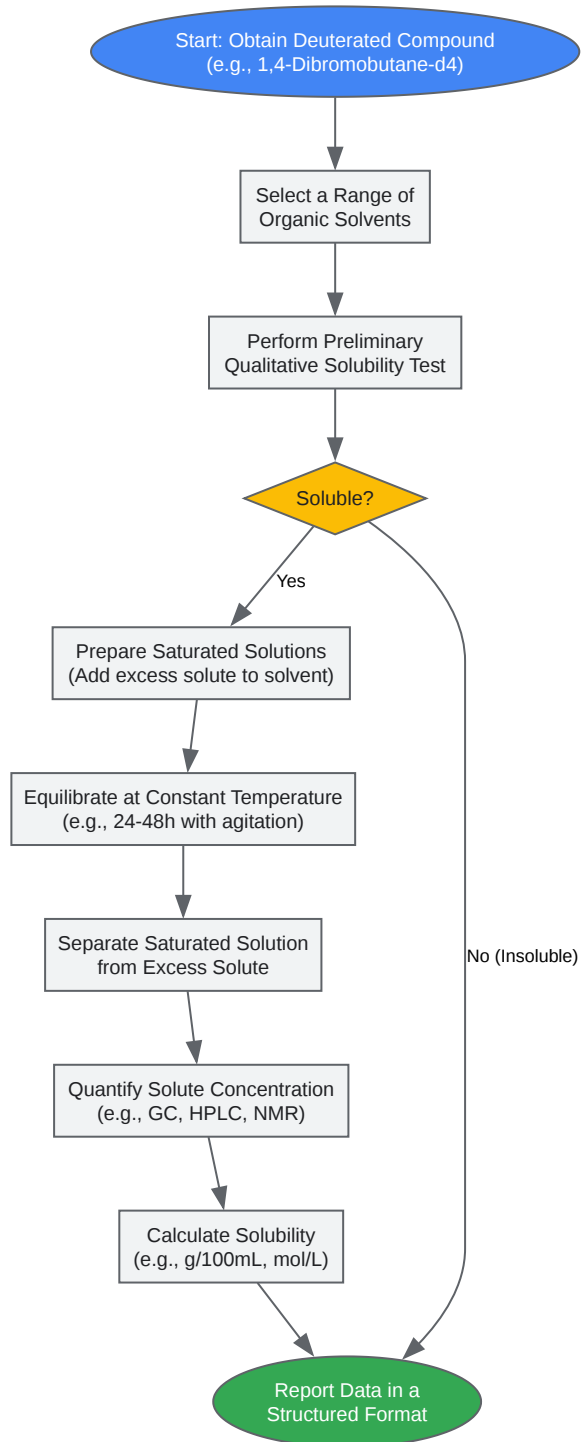 Start: Obtain Deuterated Compound
(e.g., 1,4-Dibromobutane-d4)
Select a Range of
Organic Solvents
Perform Preliminary
Qualitative Solubility Test
Soluble?
Yes
Prepare Saturated Solutions
(Add excess solute to solvent)
Equilibrate at Constant Temperature
(e.g., 24-48h with agitation)
Separate Saturated Solution
from Excess Solute
No (Insoluble)
Quantify Solute Concentration
(e.g., GC, HPLC, NMR)
Calculate Solubility
(e.g., g/100mL, mol/L)
Report Data in a
Structured Format